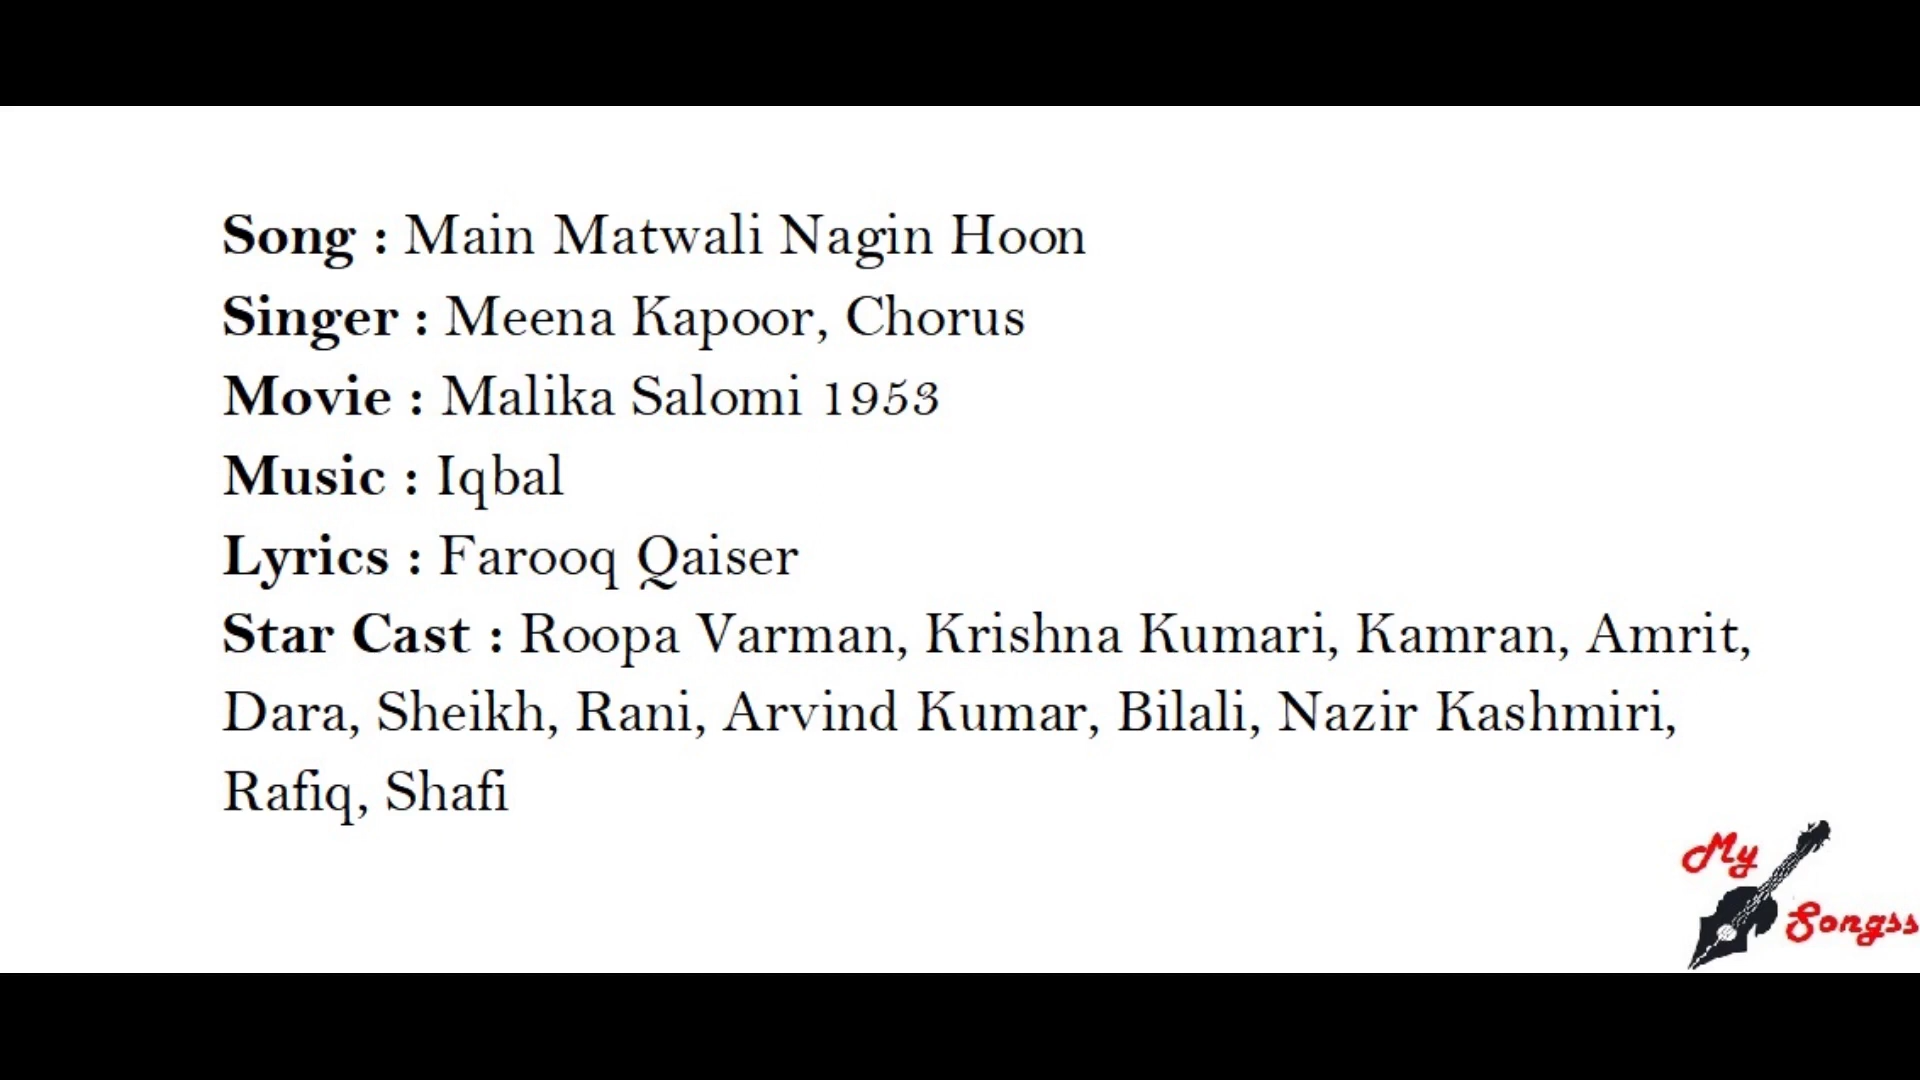 Song : Main Matwali Nagin Hoon
Singer : Meena Kapoor, Chorus
Movie : Malika Salomi 1953
Music : Iqbal
Lyrics : Farooq Qaiser
Star Cast : Roopa Varman, Krishna Kumari, Kamran, Amrit,
Dara, Sheikh, Rani, Arvind Kumar, Bilali, Nazir Kashmiri,
Rafiq, Shafi
My
Songss